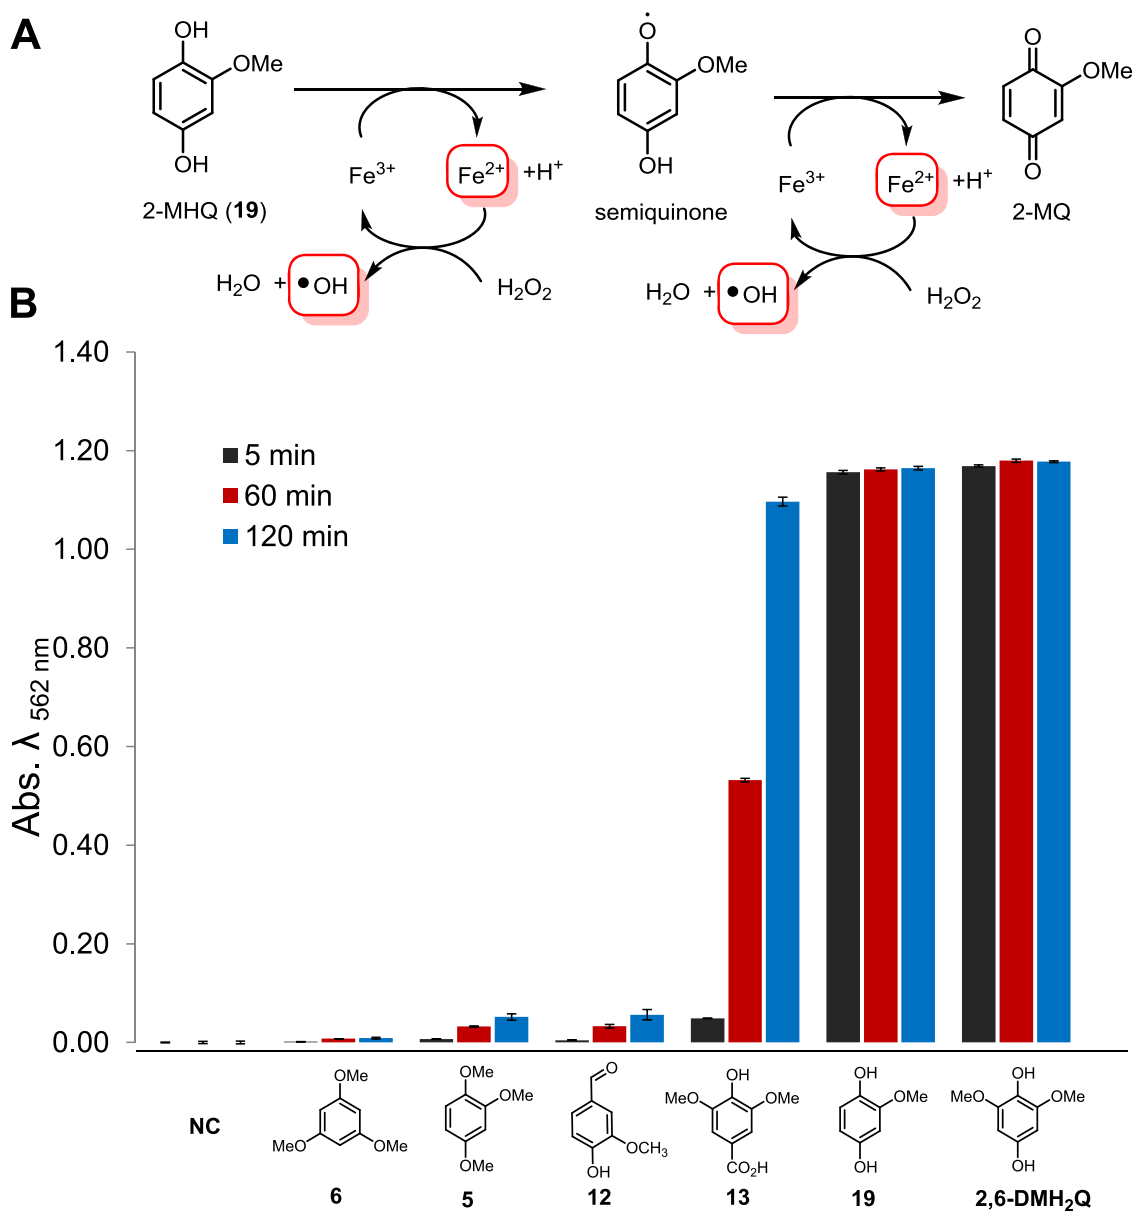 A
OH
OMe
OH
2-MHQ (19)
Fe3+
Fe2+ +H+
H2O + • OH
H2O2
•
O
OMe
OH
semiquinone
Fe3+
Fe2+ +H+
H2O + • OH
H2O2
O
OMe
O
2-MQ
B
1.40
1.20
1.00
0.80
0.60
0.40
0.20
0.00
Abs. λ 562 nm
5 min
60 min
120 min
NC
OMe
MeO OMe
6
OMe
OMe
OMe
5
O
OCH3
OH
12
OH
MeO OMe
CO2H
13
OH
OMe
OH
19
OH
MeO OMe
OH
2,6-DMH2Q